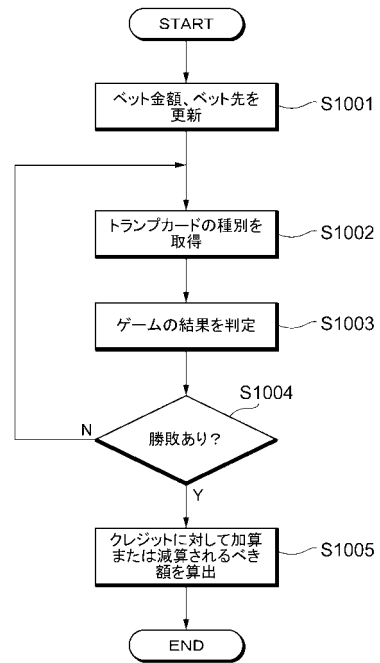 START
ベット金額、ベット先を
更新
S1001
トランプカードの種別を
取得
S1002
ゲームの結果を判定
S1003
S1004
勝敗あり？
N
Y
クレジットに対して加算
または減算されるべき
額を算出
S1005
END